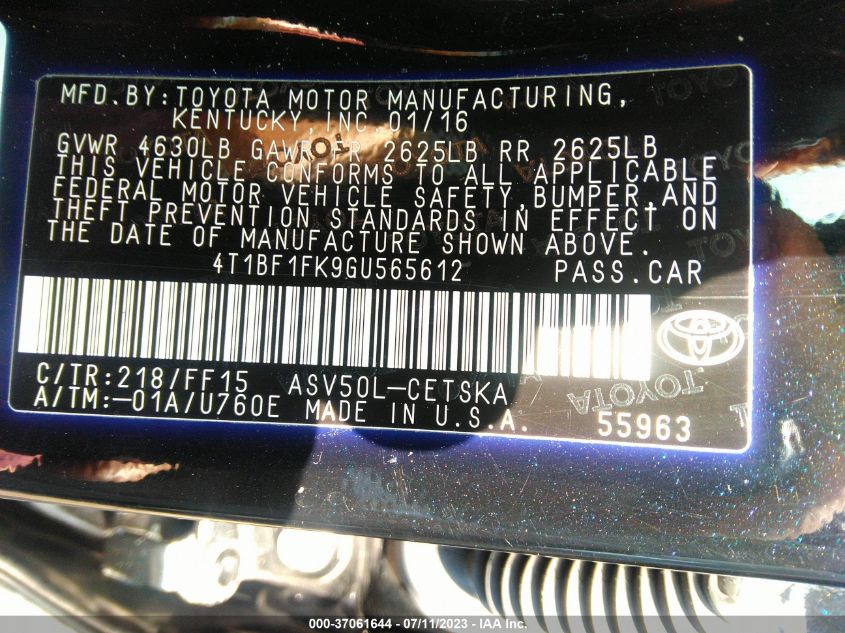 MFD.BY:TOYOTA MOTOR MANUFACTURING,
KENTUCKY, INC. 01/16
GVWR 4630LB GAWR FR 2625LB RR 2625LB
THIS VEHICLE CONFORMS TO ALL APPLICABLE
FEDERAL MOTOR VEHICLE SAFETY,BUMPER,AND
THEFT PREVENTION STANDARDS IN EFFECT ON
THE DATE OF MANUFACTURE SHOWN ABOVE.
4T1BF1FK9GU565612 PASS.CAR
C/TR:218/FF15 ASV50L-CETSKA
TOYOTA
A/TM:-01A/U760E MADE IN U.S.A. 55963
000-37061644 - 07/11/2023 - IAA Inc.